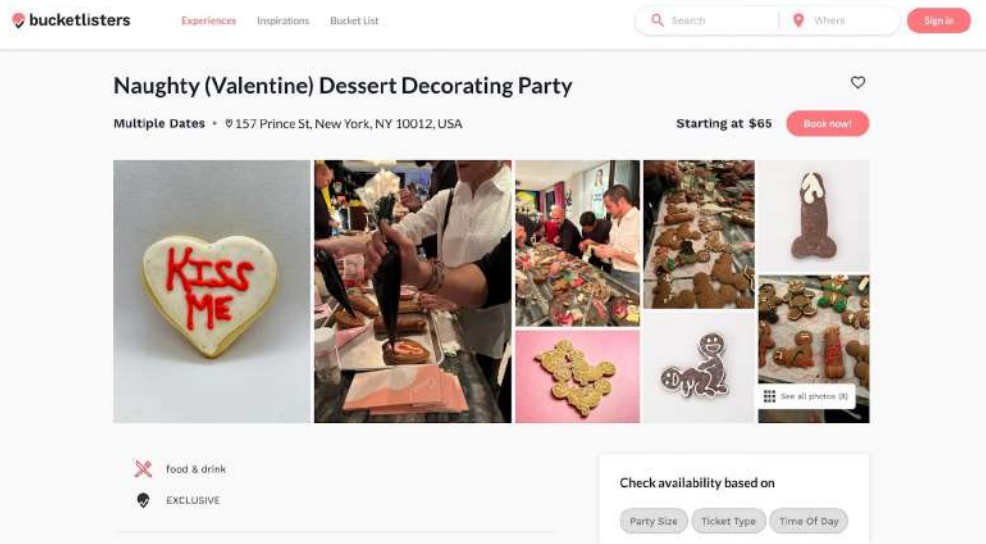 bucketlisters Experiences Inspirations Bucket List Search Where Sign in
Naughty (Valentine) Dessert Decorating Party
Multiple Dates • 157 Prince St, New York, NY 10012, USA Starting at $65 Book now!
KISS
ME
See all photos (8)
food & drink
EXCLUSIVE
Check availability based on
Party Size Ticket Type Time Of Day